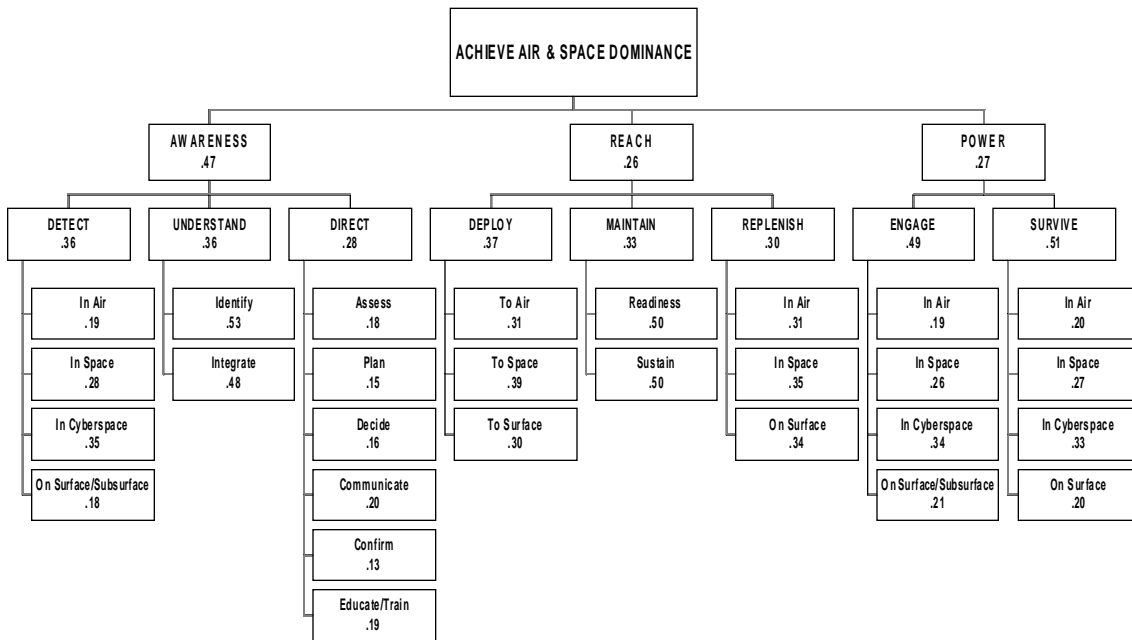 ACHIEVE AIR & SPACE DOMINANCE
AWARENESS
.47
REACH
.26
POWER
.27
DETECT
.36
UNDERSTAND
.36
DIRECT
.28
DEPLOY
.37
MAINTAIN
.33
REPLENISH
.30
ENGAGE
.49
SURVIVE
.51
In Air
.19
In Space
.28
In Cyberspace
.35
On Surface/Subsurface
.18
Identify
.53
Integrate
.48
Assess
.18
Plan
.15
Decide
.16
Communicate
.20
Confirm
.13
Educate/Train
.19
To Air
.31
To Space
.39
To Surface
.30
Readiness
.50
Sustain
.50
In Air
.31
In Space
.35
On Surface
.34
In Air
.19
In Space
.26
In Cyberspace
.34
On Surface/Subsurface
.21
In Air
.20
In Space
.27
In Cyberspace
.33
On Surface
.20